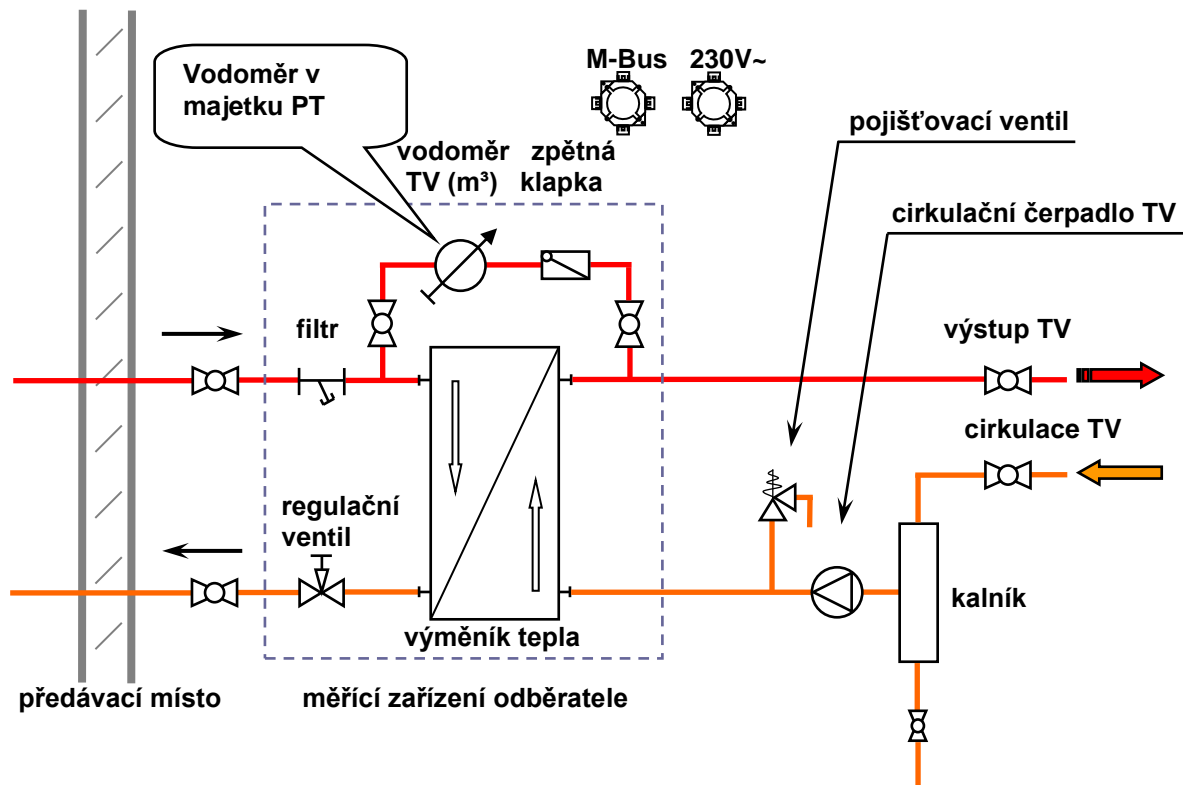 M-Bus 230V~
Vodoměr v
majetku PT
pojišťovací ventil
vodoměr zpětná
TV (m³) klapka
cirkulační čerpadlo TV
filtr
výstup TV
cirkulace TV
regulační
ventil
kalník
výměník tepla
předávací místo
měřící zařízení odběratele